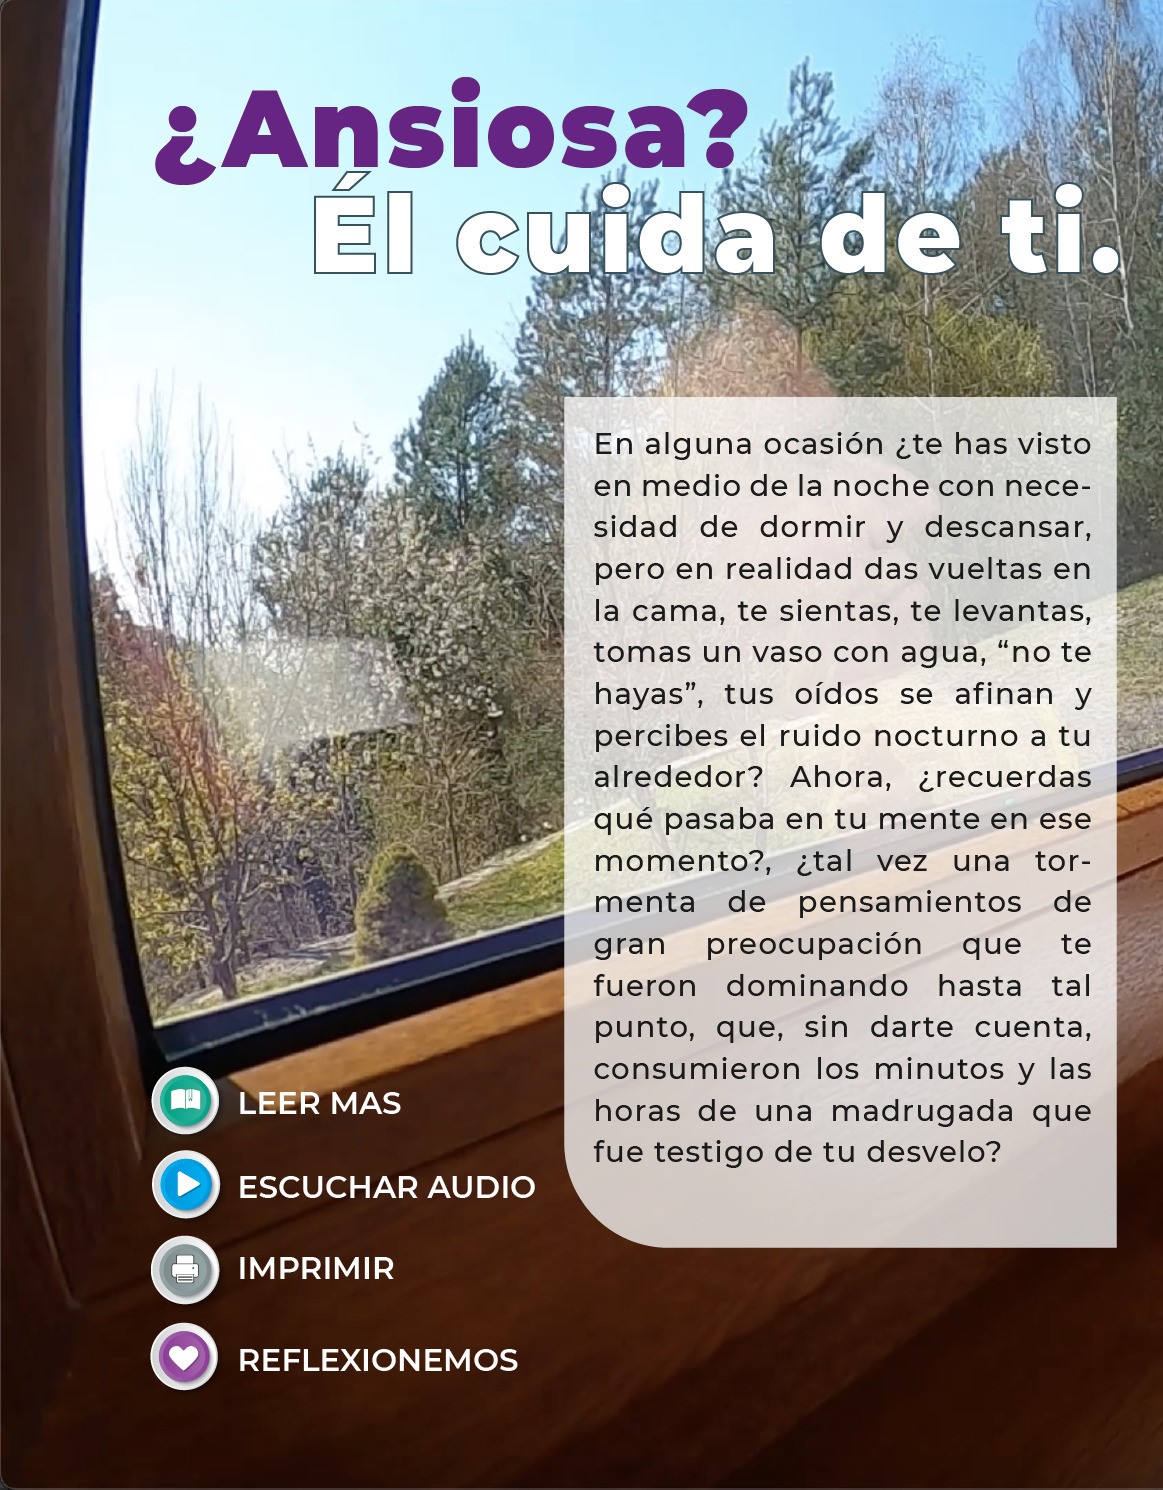 ¿Ansiosa?
Él cuida de ti.
En alguna ocasión ¿te has visto
en medio de la noche con nece-
sidad de dormir y descansar,
pero en realidad das vueltas en
la cama, te sientas, te levantas,
tomas un vaso con agua, “no te
hayas”, tus oídos se afinan y
percibes el ruido nocturno a tu
alrededor? Ahora, ¿recuerdas
qué pasaba en tu mente en ese
momento?, ¿tal vez una tor-
menta de pensamientos de
gran preocupación que te
fueron dominando hasta tal
punto, que, sin darte cuenta,
consumieron los minutos y las
horas de una madrugada que
fue testigo de tu desvelo?
LEER MAS
ESCUCHAR AUDIO
IMPRIMIR
REFLEXIONEMOS